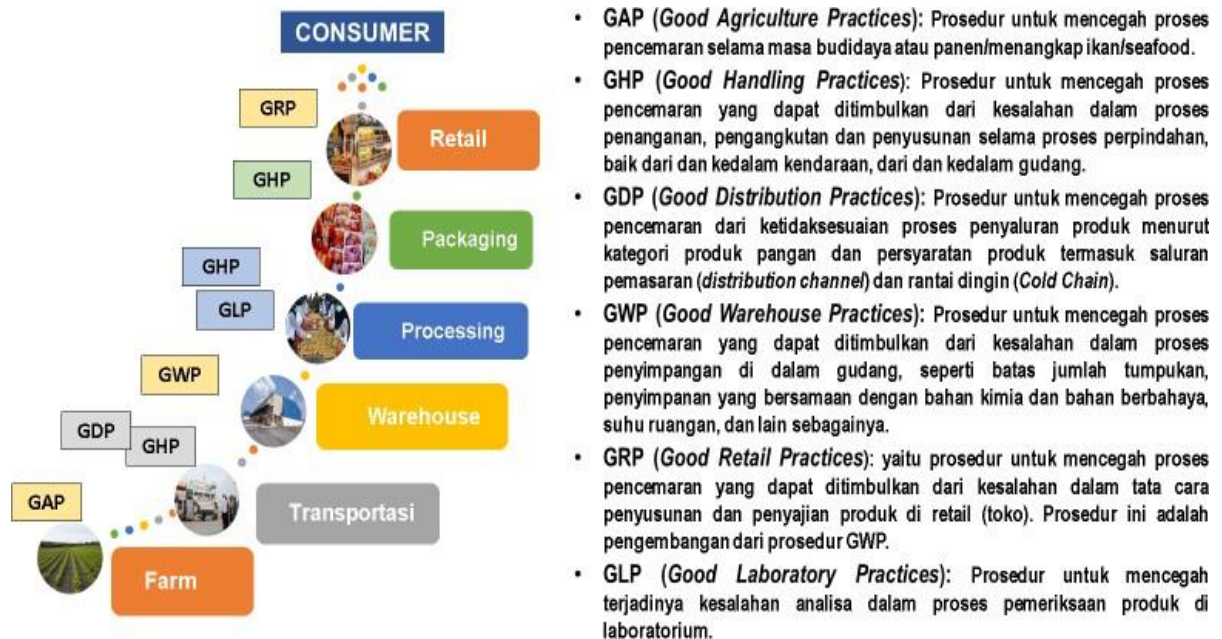 CONSUMER
GRP
Retail
GHP
Packaging
GHP
GLP
Processing
GWP
Warehouse
GDP
GHP
Transportasi
GAP
Farm
• GAP (Good Agriculture Practices): Prosedur untuk mencegah proses
pencemaran selama masa budidaya atau panen/menangkap ikan/seafood.
• GHP (Good Handling Practices): Prosedur untuk mencegah proses
pencemaran yang dapat ditimbulkan dari kesalahan dalam proses
penanganan, pengangkutan dan penyusunan selama proses perpindahan,
baik dari dan kedalam kendaraan, dari dan kedalam gudang.
• GDP (Good Distribution Practices): Prosedur untuk mencegah proses
pencemaran dari ketidaksesuaian proses penyaluran produk menurut
kategori produk pangan dan persyaratan produk termasuk saluran
pemasaran (distribution channel) dan rantai dingin (Cold Chain).
• GWP (Good Warehouse Practices): Prosedur untuk mencegah proses
pencemaran yang dapat ditimbulkan dari kesalahan dalam proses
penyimpangan di dalam gudang, seperti batas jumlah tumpukan,
penyimpanan yang bersamaan dengan bahan kimia dan bahan berbahaya,
suhu ruangan, dan lain sebagainya.
• GRP (Good Retail Practices): yaitu prosedur untuk mencegah proses
pencemaran yang dapat ditimbulkan dari kesalahan dalam tata cara
penyusunan dan penyajian produk di retail (toko). Prosedur ini adalah
pengembangan dari prosedur GWP.
• GLP (Good Laboratory Practices): Prosedur untuk mencegah
terjadinya kesalahan analisa dalam proses pemeriksaan produk di
laboratorium.